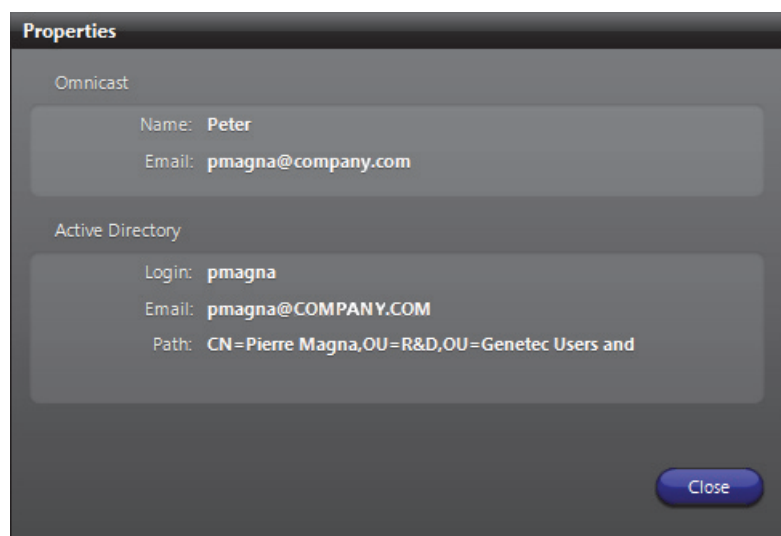 Properties
Omnicast
Name: Peter
Email: pmagna@company.com
Active Directory
Login: pmagna
Email: pmagna@COMPANY.COM
Path: CN=Pierre Magna,OU=R&D,OU=Genetec Users and
Close